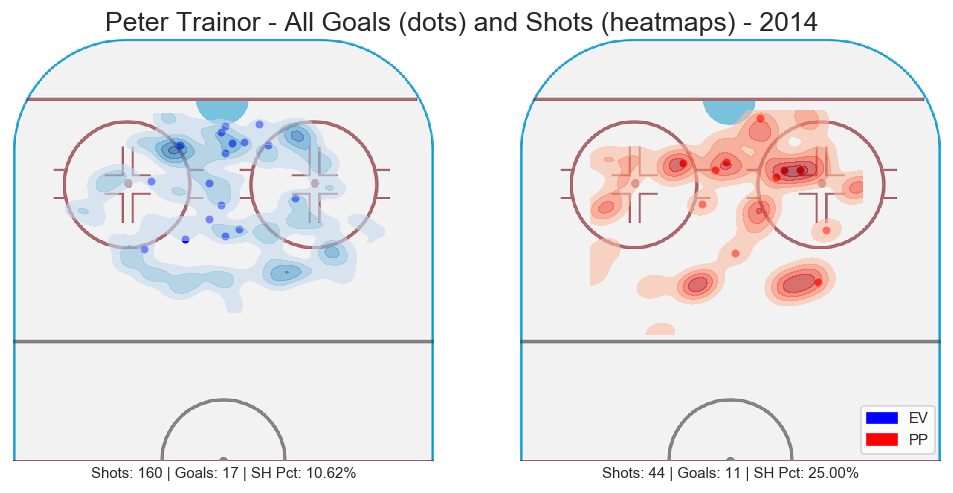 Peter Trainor - All Goals (dots) and Shots (heatmaps) - 2014
EV
PP
Shots: 160 | Goals: 17 | SH Pct: 10.62%
Shots: 44 | Goals: 11 | SH Pct: 25.00%